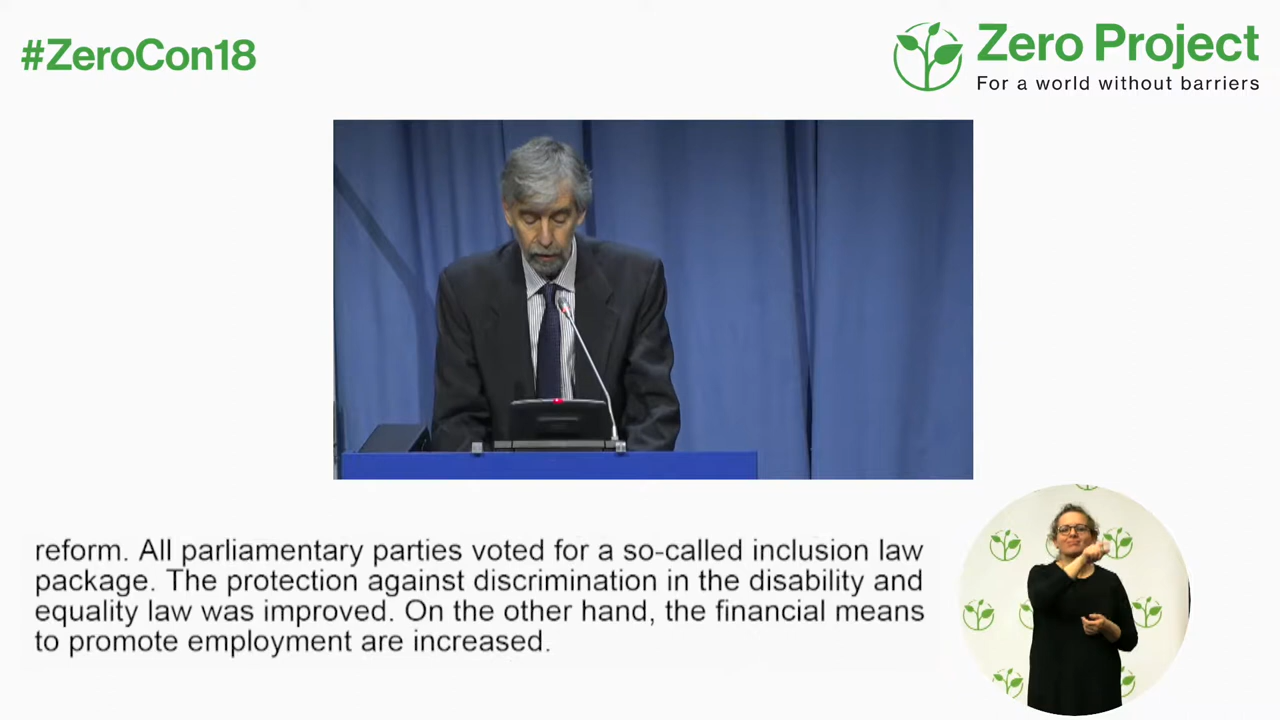 #ZeroCon18
Zero Project
For a world without barriers
reform. All parliamentary parties voted for a so-called inclusion law
package. The protection against discrimination in the disability and
equality law was improved. On the other hand, the financial means
to promote employment are increased.